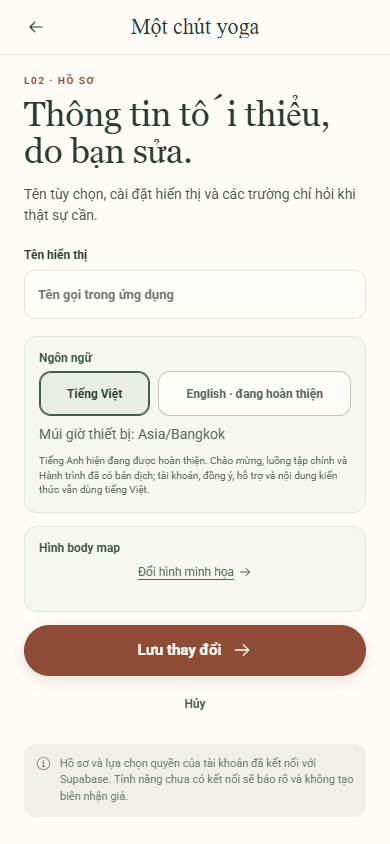 Một chút yoga
L02 · HỒ SƠ
Thông tin tối thiểu,
do bạn sửa.
Tên tùy chọn, cài đặt hiển thị và các trường chỉ hỏi khi
thật sự cần.
Tên hiển thị
Tên gọi trong ứng dụng
Ngôn ngữ
Tiếng Việt
English · đang hoàn thiện
Múi giờ thiết bị: Asia/Bangkok
Tiếng Anh hiện đang được hoàn thiện. Chào mừng, luồng tập chính và
Hành trình đã có bản dịch; tài khoản, đồng ý, hỗ trợ và nội dung kiến
thức vẫn dùng tiếng Việt.
Hình body map
Đổi hình minh họa →
Lưu thay đổi →
Hủy
Hồ sơ và lựa chọn quyền của tài khoản đã kết nối với
Supabase. Tính năng chưa có kết nối sẽ báo rõ và không tạo
biên nhận giả.